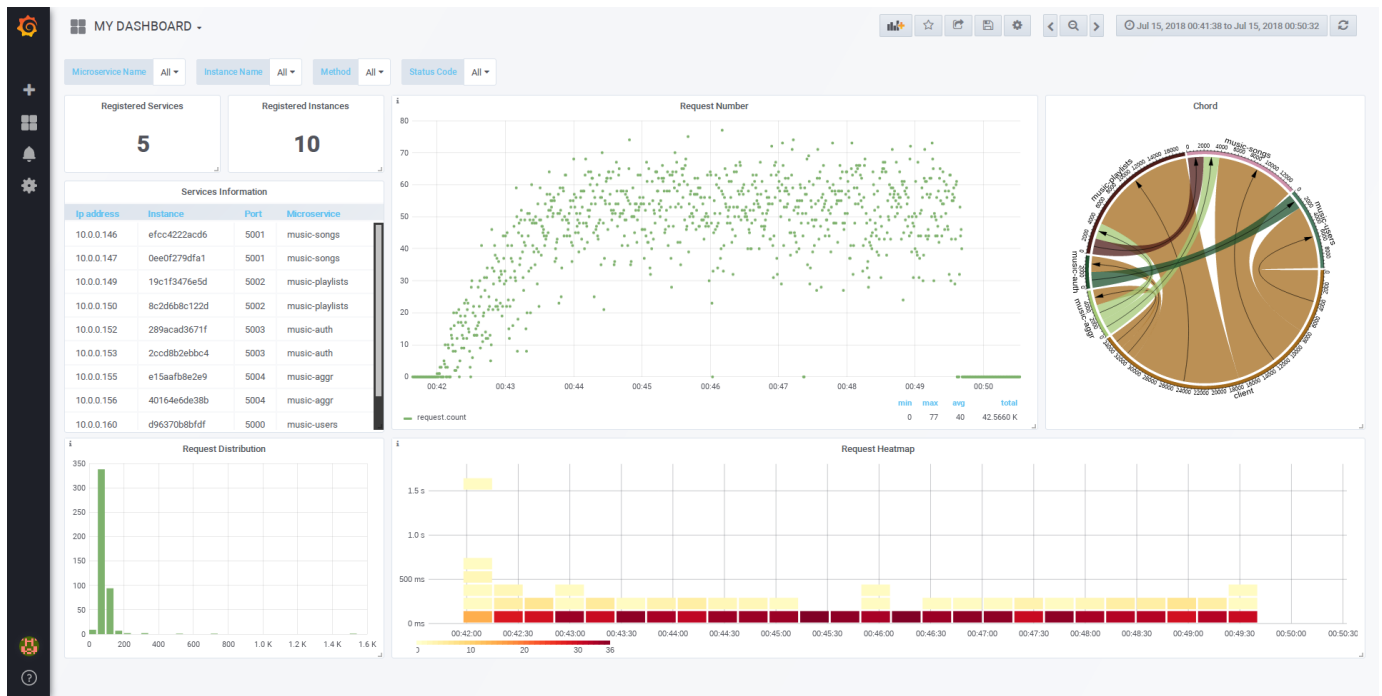 MY DASHBOARD
Jul 15, 2018 00:41:38 to Jul 15, 2018 00:50:32
Microservice Name All Instance Name All Method All Status Code All
Registered Services
5
Registered Instances
10
Services Information
Ip address Instance Port Microservice
10.0.0.146 efcc4222acd6 5001 music-songs
10.0.0.147 0ee0f279dfa1 5001 music-songs
10.0.0.149 19c1f3476e5d 5002 music-playlists
10.0.0.150 8c2d6b8c122d 5002 music-playlists
10.0.0.152 289acad3671f 5003 music-auth
10.0.0.153 2ccd8b2ebbc4 5003 music-auth
10.0.0.155 e15aafb8e2e9 5004 music-aggr
10.0.0.156 40164e6de38b 5004 music-aggr
10.0.0.160 d96370b8bfdf 5000 music-users
Request Number
80
70
60
50
40
30
20
10
0
00:42 00:43 00:44 00:45 00:46 00:47 00:48 00:49 00:50
min max avg total
request.count 0 77 40 42.5660 K
Chord
music-songs
music-users
client
music-aggr
music-auth
music-playlists
Request Distribution
350
300
250
200
150
100
50
0
0 200 400 600 800 1.0 K 1.2 K 1.4 K 1.6 K
Request Heatmap
1.5 s
1.0 s
500 ms
0 ms
00:42:00 00:42:30 00:43:00 00:43:30 00:44:00 00:44:30 00:45:00 00:45:30 00:46:00 00:46:30 00:47:00 00:47:30 00:48:00 00:48:30 00:49:00 00:49:30 00:50:00 00:50:30
10 20 30 36